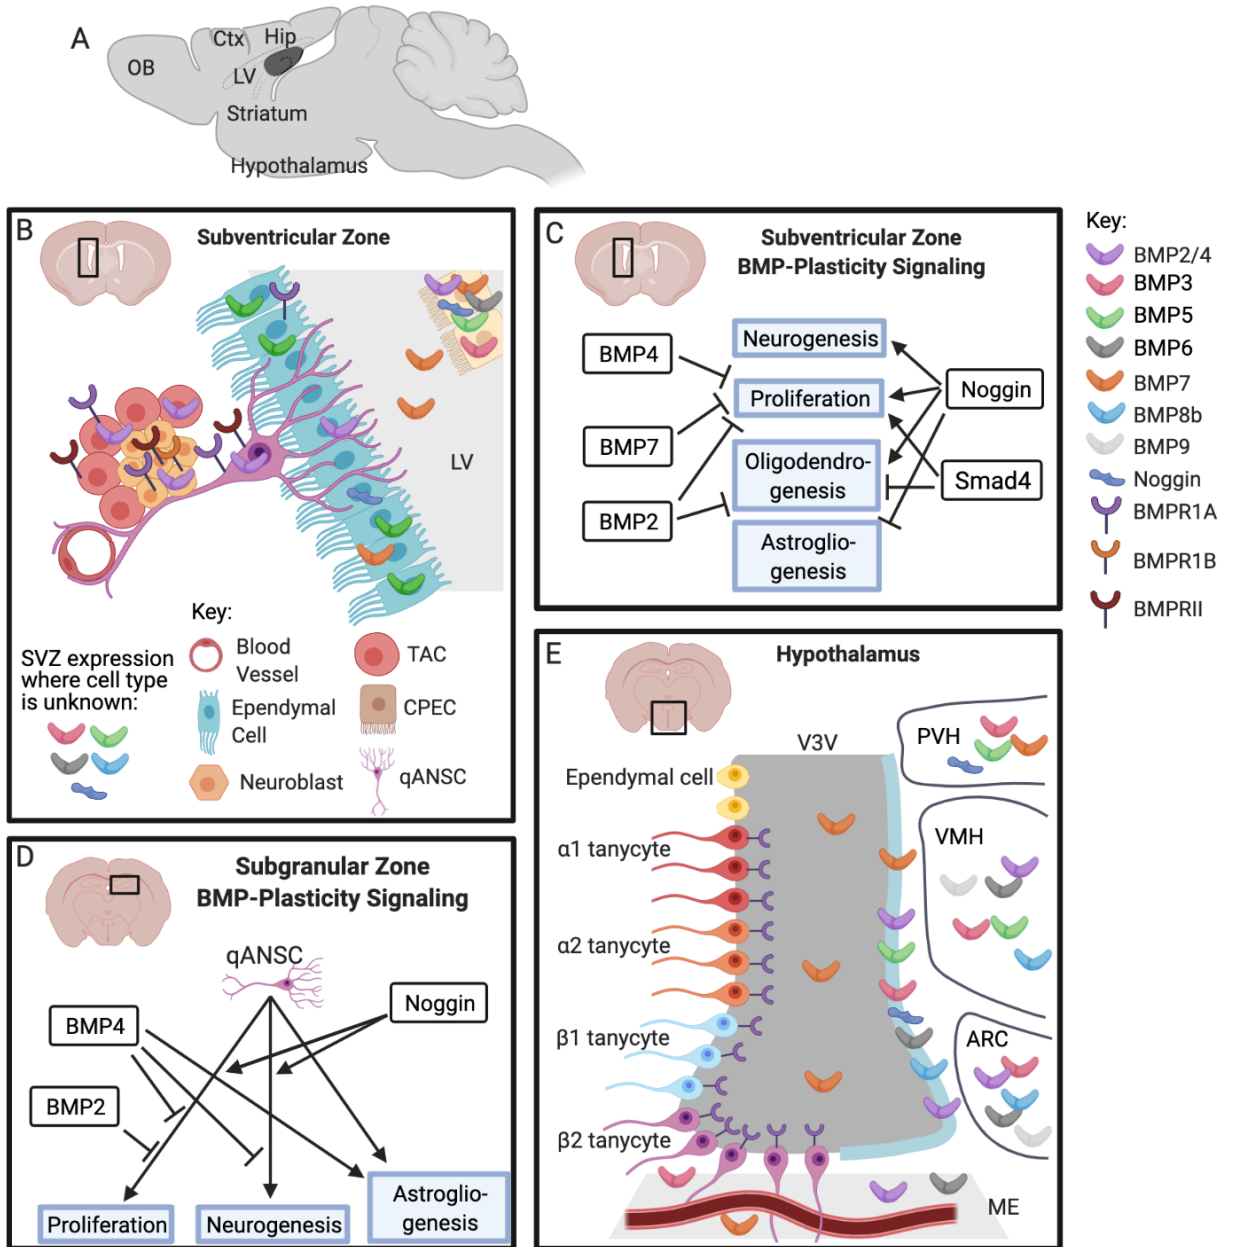 A
OB
Ctx
Hip
LV
Striatum
Hypothalamus
B
Subventricular Zone
LV
Key:
SVZ expression
where cell type
is unknown:
Blood
Vessel
TAC
Ependymal
Cell
CPEC
Neuroblast
qANSC
C
Subventricular Zone
BMP-Plasticity Signaling
BMP4
BMP7
BMP2
Neurogenesis
Proliferation
Oligodendro-
genesis
Astroglio-
genesis
Noggin
Smad4
Key:
BMP2/4
BMP3
BMP5
BMP6
BMP7
BMP8b
BMP9
Noggin
BMPR1A
BMPR1B
BMPRII
D
Subgranular Zone
BMP-Plasticity Signaling
qANSC
BMP4
Noggin
BMP2
Proliferation
Neurogenesis
Astroglio-
genesis
E
Hypothalamus
V3V
Ependymal cell
α1 tanycyte
α2 tanycyte
β1 tanycyte
β2 tanycyte
PVH
VMH
ARC
ME